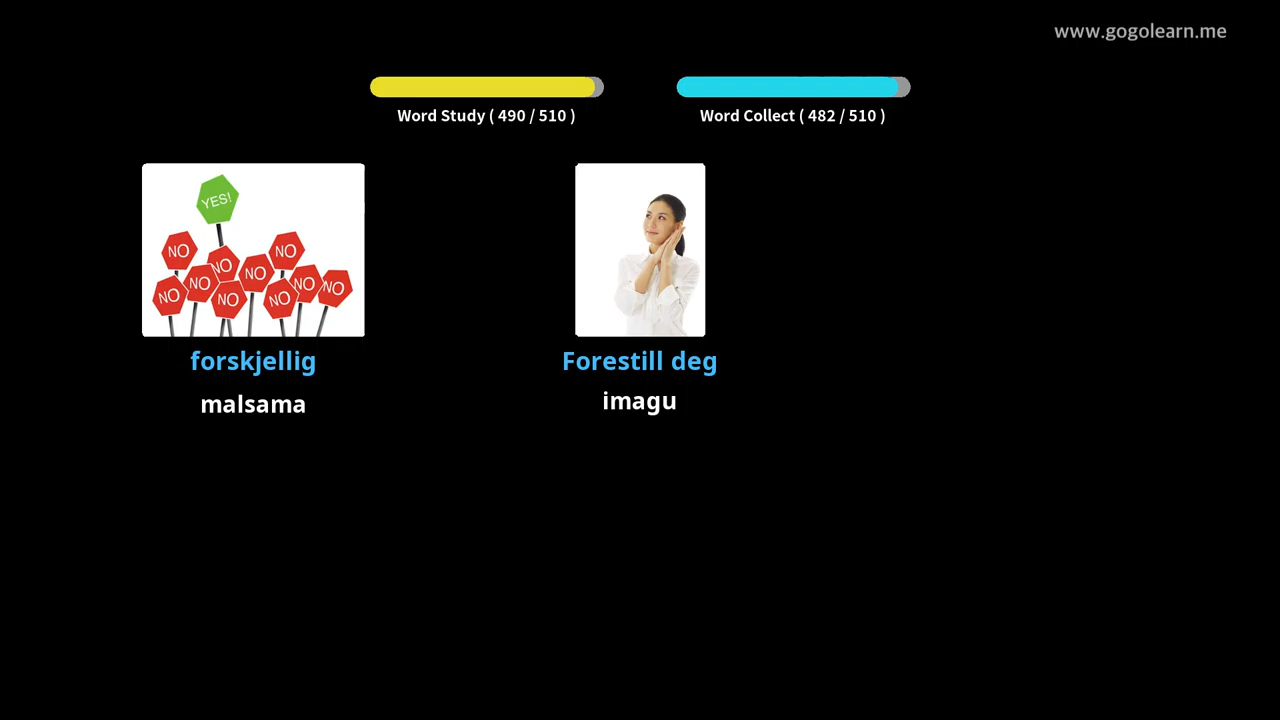 www.gogolearn.me
Word Study ( 490 / 510 )
Word Collect ( 482 / 510 )
YES!
NO
NO
NO
NO
NO
NO
NO
NO
NO
NO
forskjellig
malsama
Forestill deg
imagu